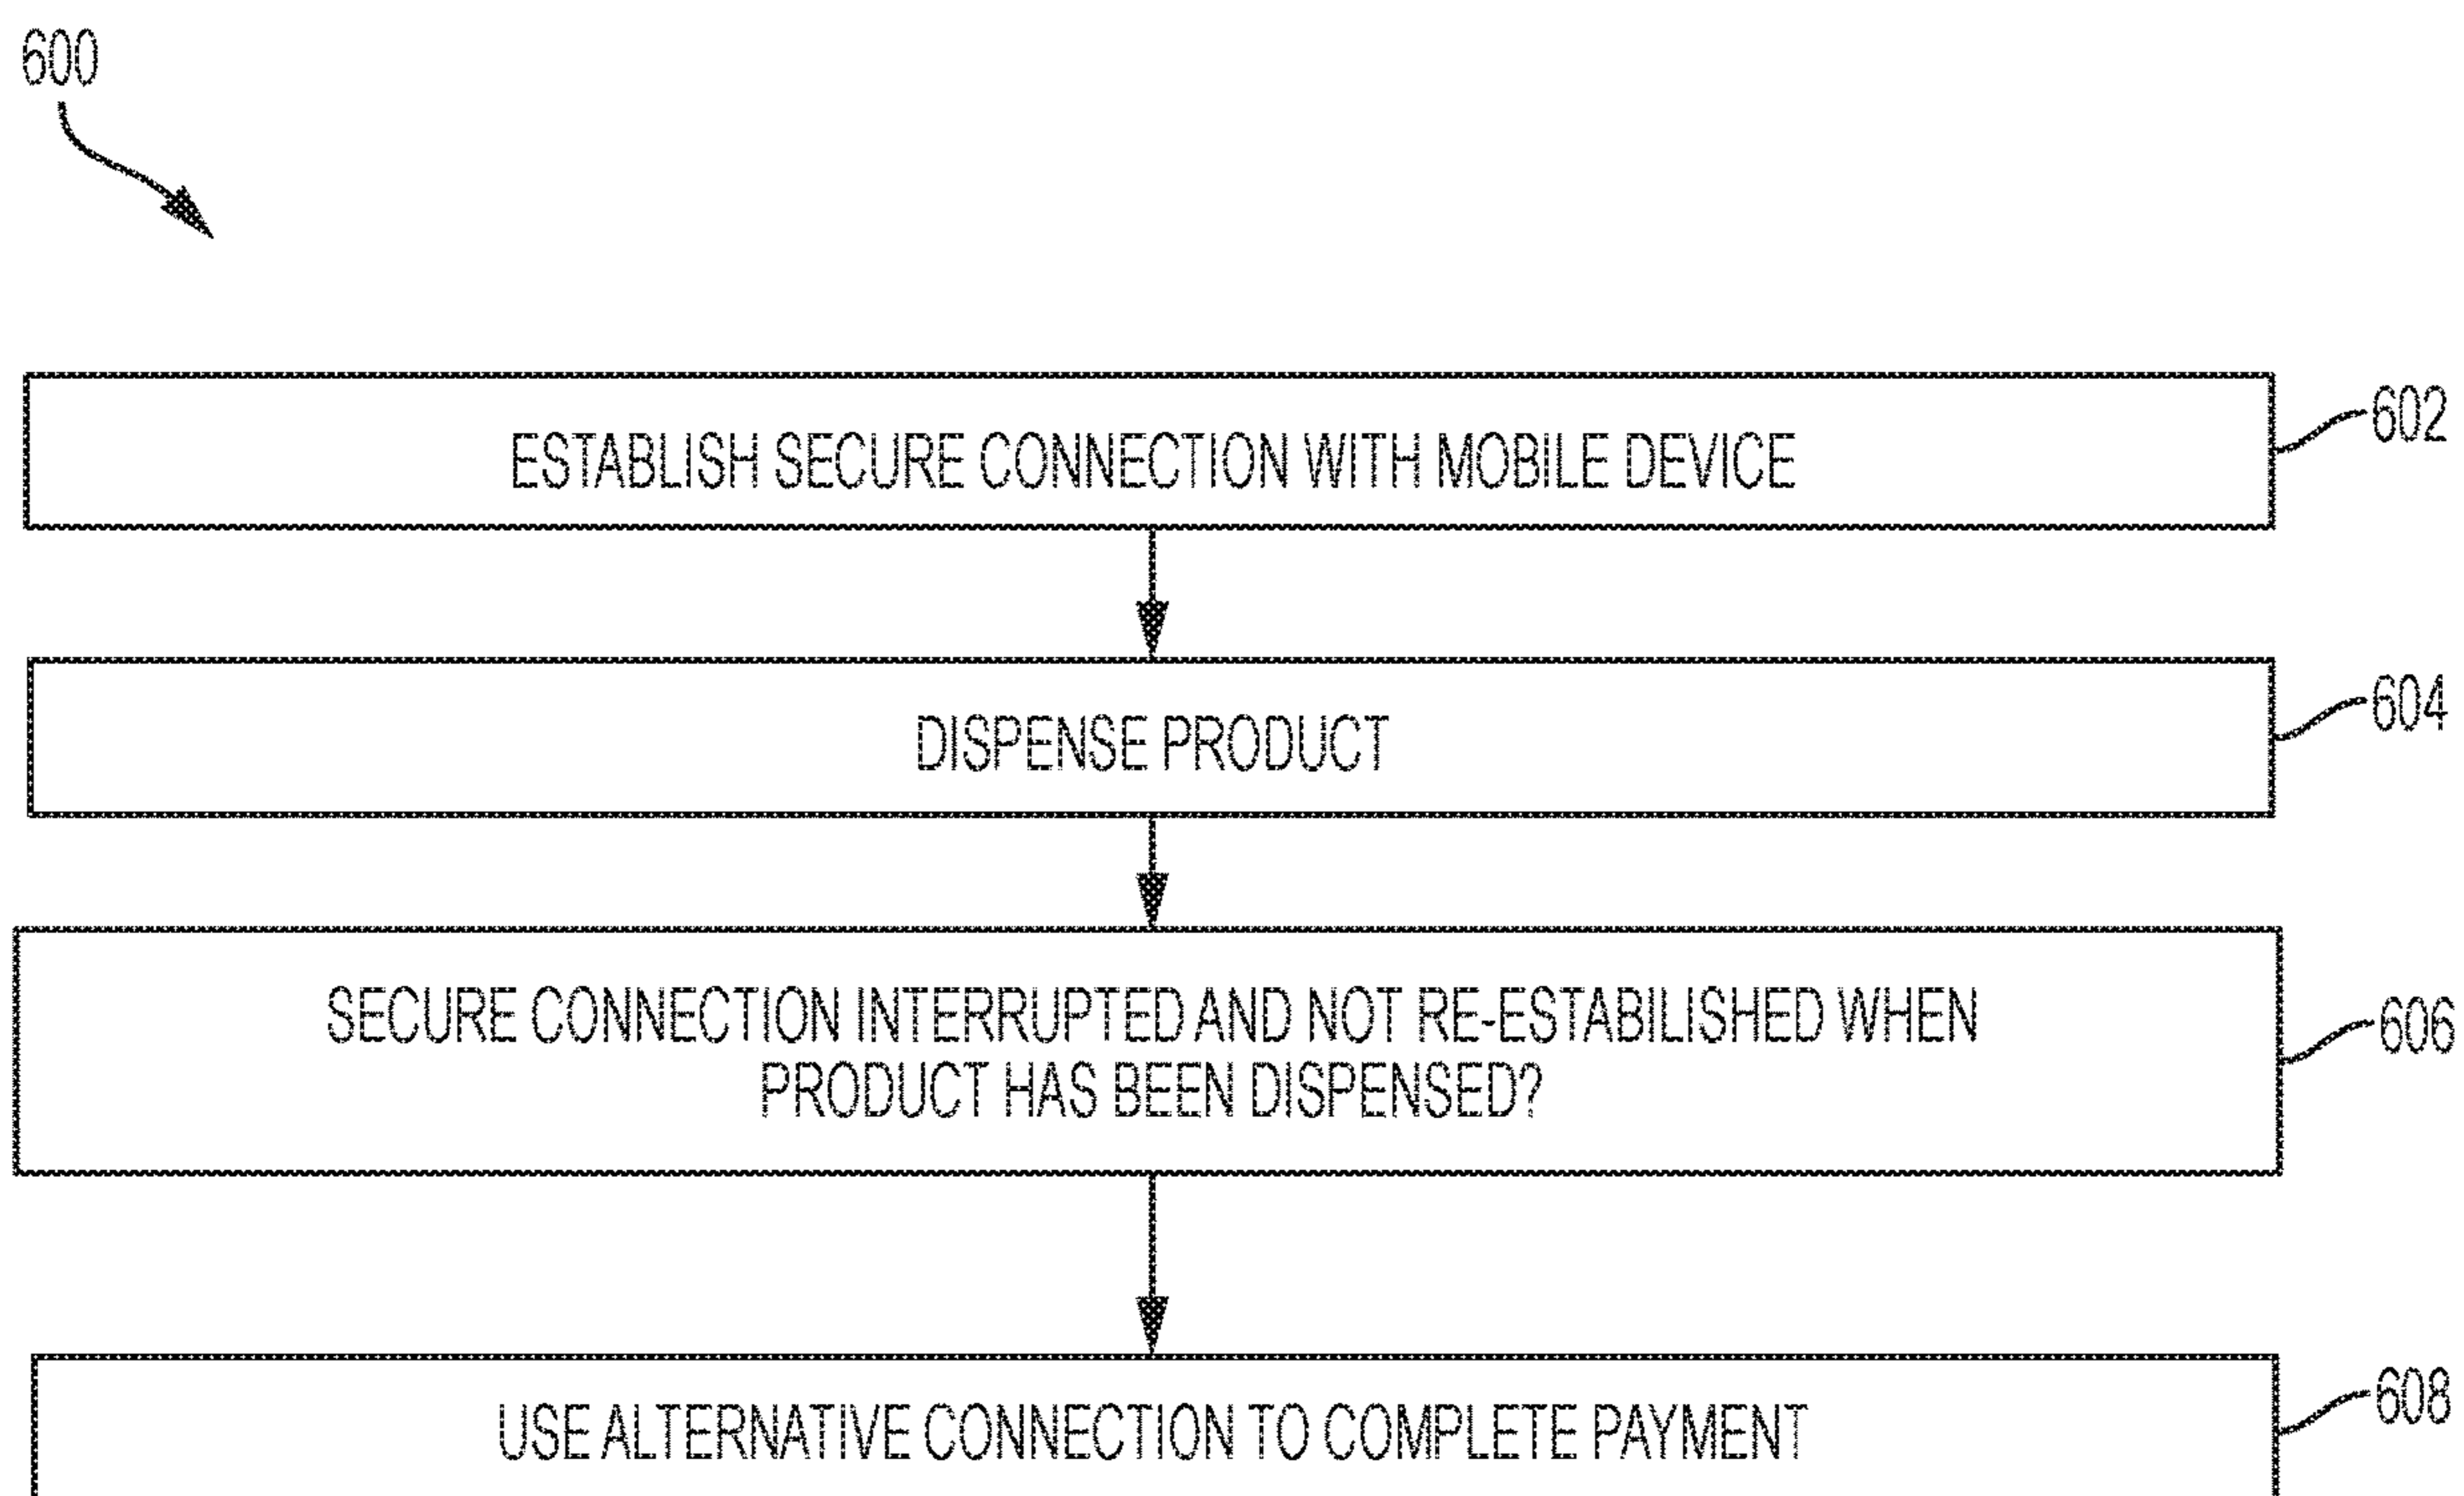 600
ESTABLISH SECURE CONNECTION WITH MOBILE DEVICE
602
DISPENSE PRODUCT
604
SECURE CONNECTION INTERRUPTED AND NOT RE-ESTABILISHED WHEN
PRODUCT HAS BEEN DISPENSED?
606
USE ALTERNATIVE CONNECTION TO COMPLETE PAYMENT
608